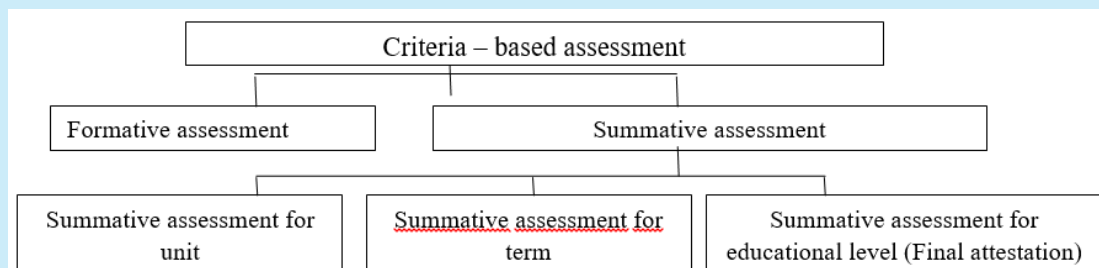 Criteria – based assessment
Formative assessment
Summative assessment
Summative assessment for
unit
Summative assessment for
term
Summative assessment for
educational level (Final attestation)